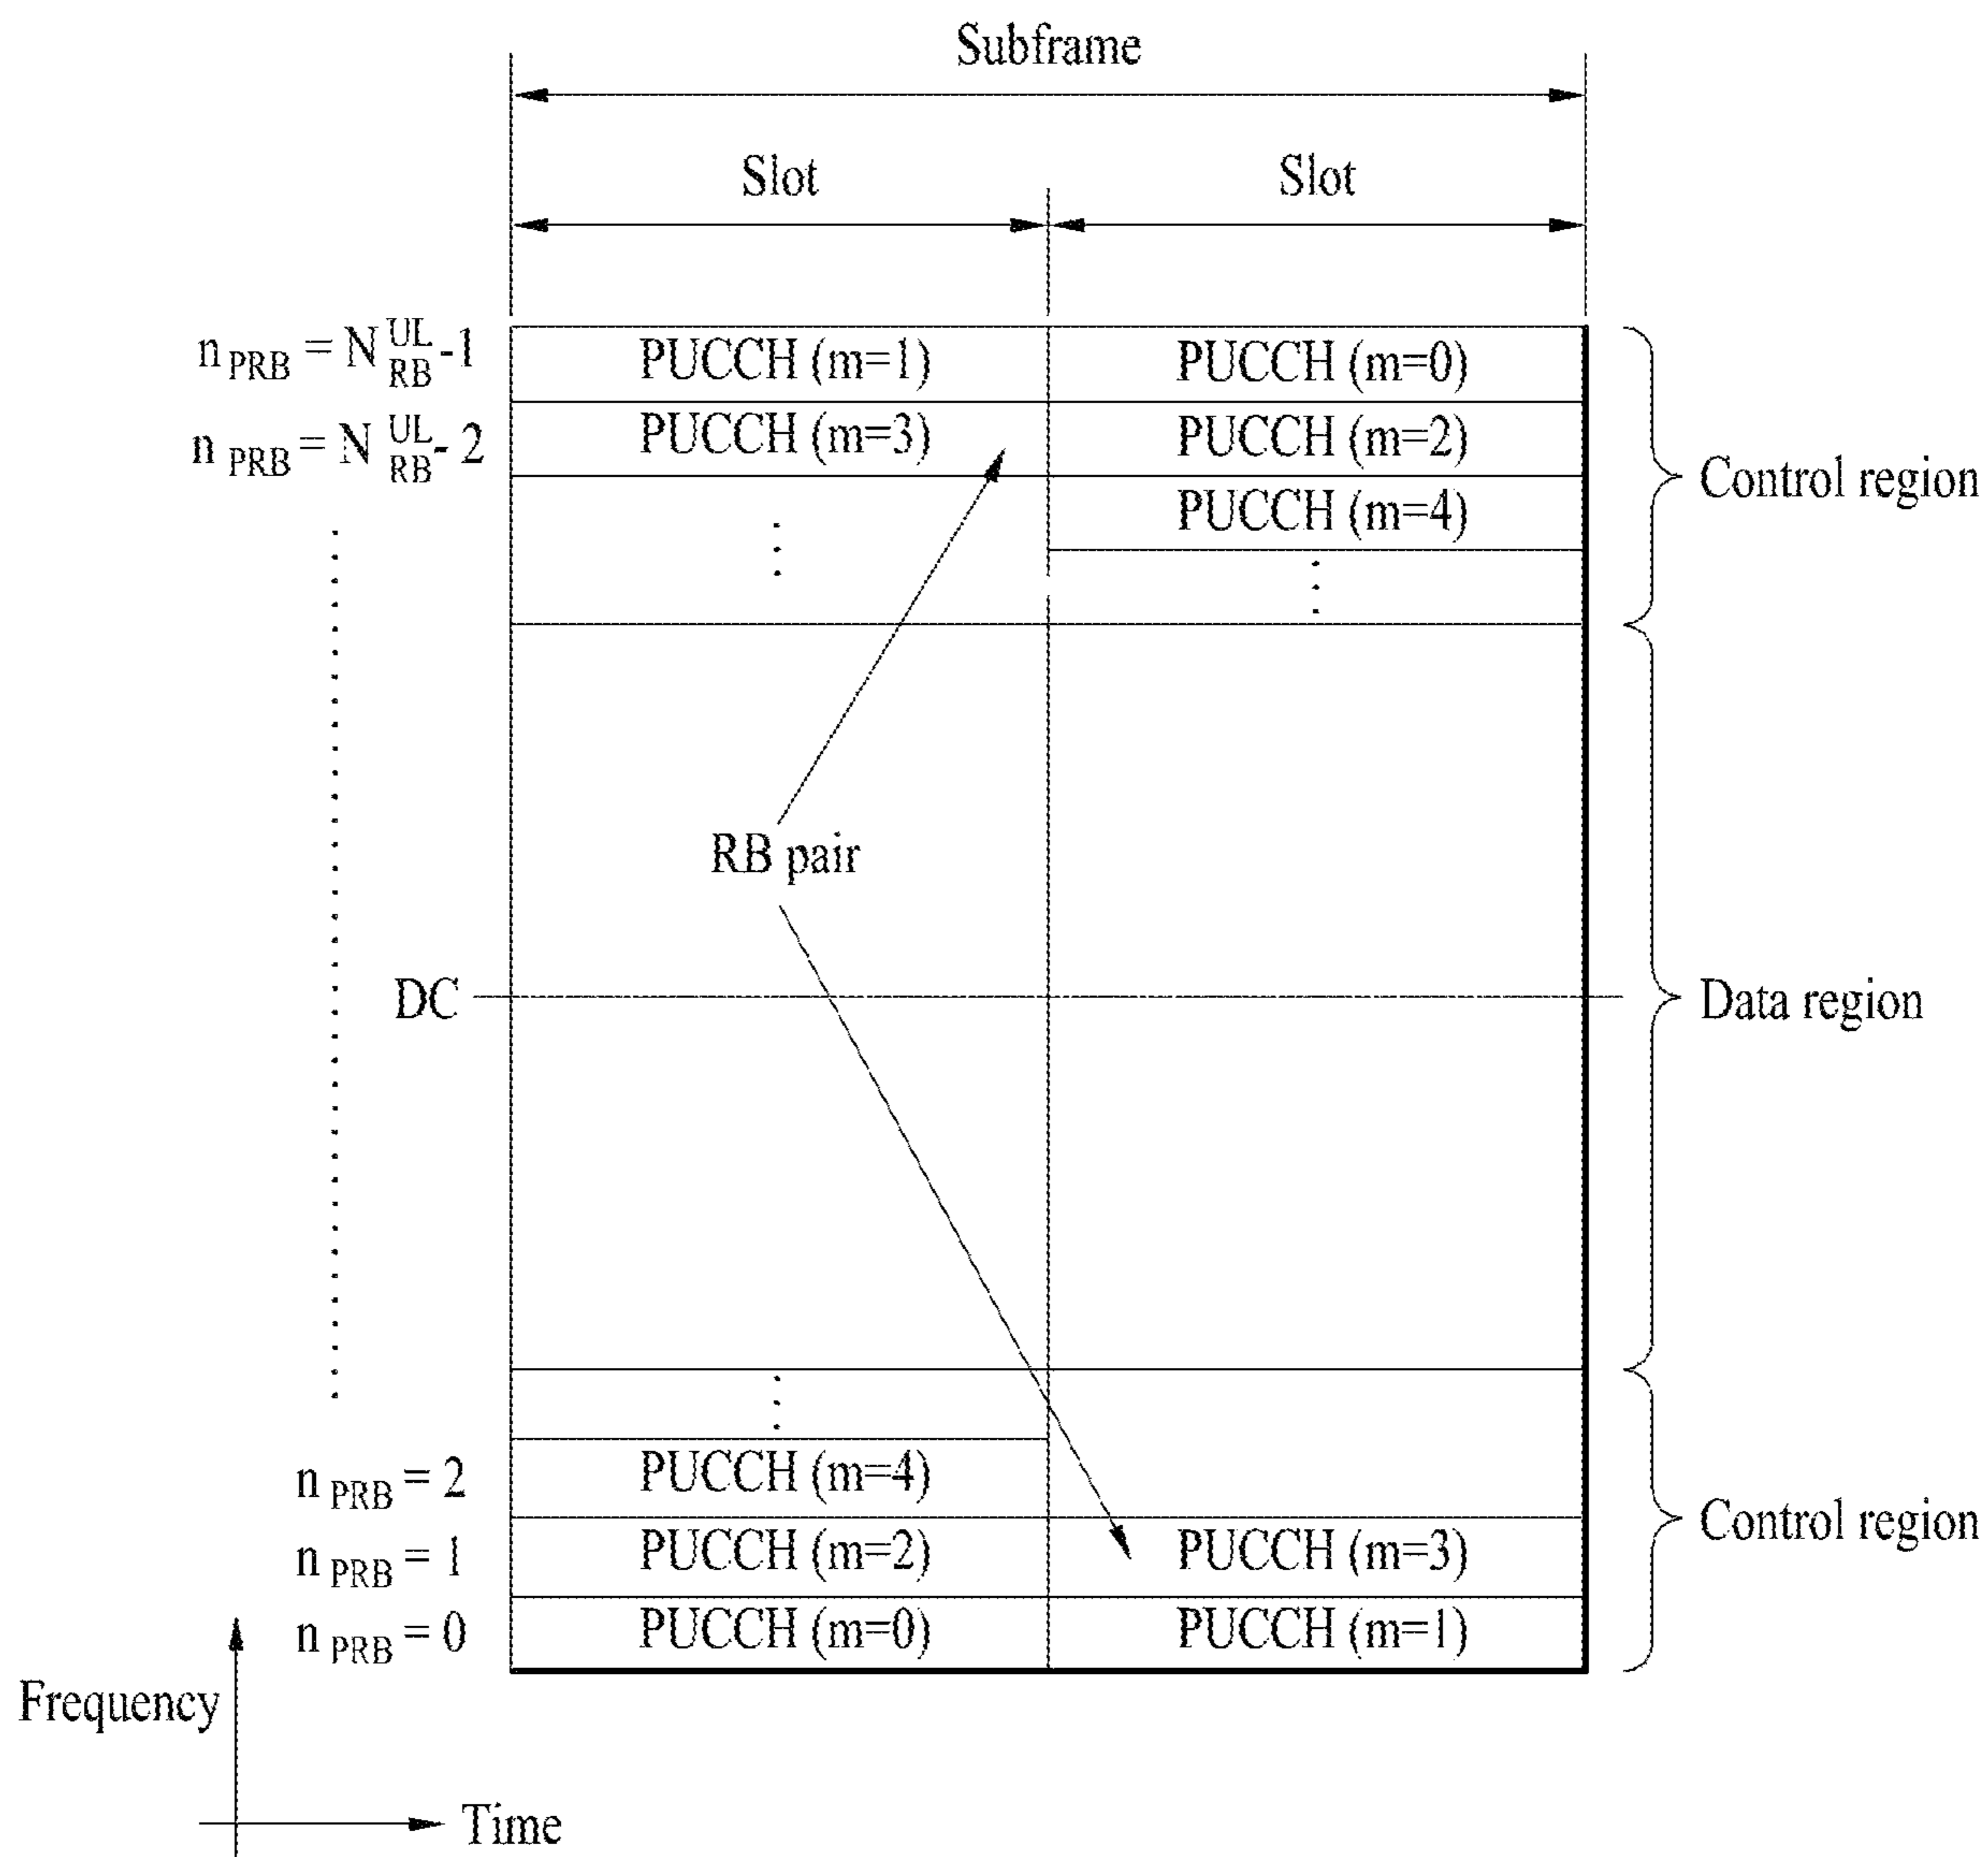 Subframe
Slot Slot
n PRB = N UL RB -1 PUCCH (m=1) PUCCH (m=0)
n PRB = N UL RB - 2 PUCCH (m=3) PUCCH (m=2)
Control region
PUCCH (m=4)
RB pair
DC
Data region
n PRB = 2 PUCCH (m=4)
Control region
n PRB = 1 PUCCH (m=2) PUCCH (m=3)
n PRB = 0 PUCCH (m=0) PUCCH (m=1)
Frequency
Time